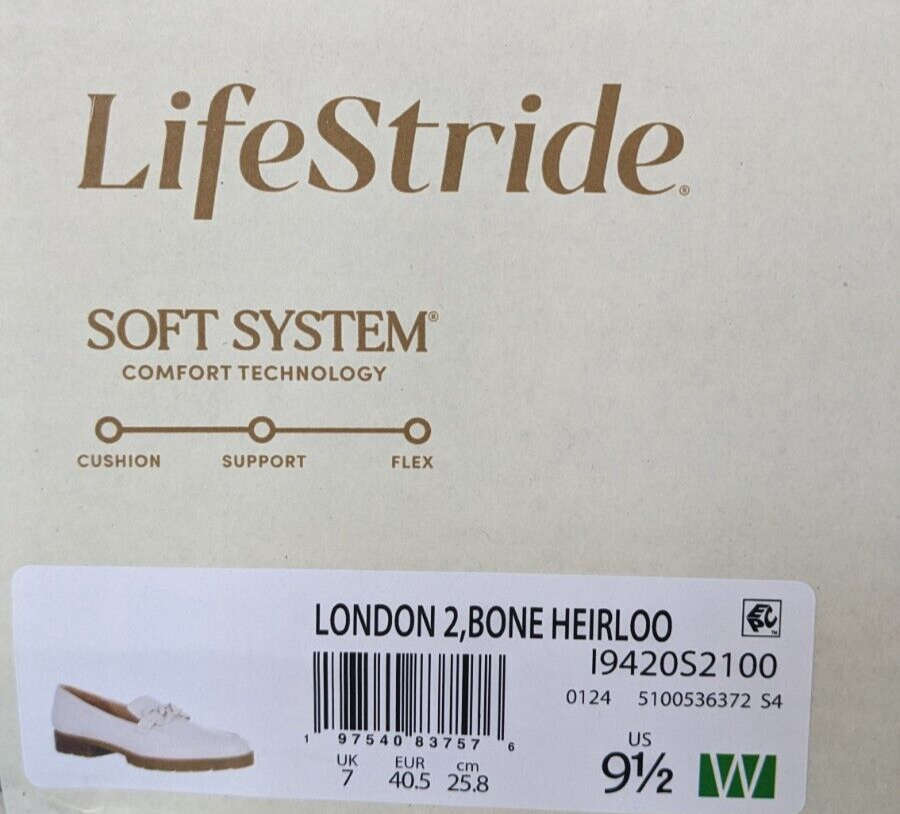 LifeStride®
SOFT SYSTEM®
COMFORT TECHNOLOGY
CUSHION SUPPORT FLEX
LONDON 2,BONE HEIRLOO
EPC™
I9420S2100
0124 5100536372 S4
1 97540 83757 6
UK EUR cm
7 40.5 25.8
US
9½ W